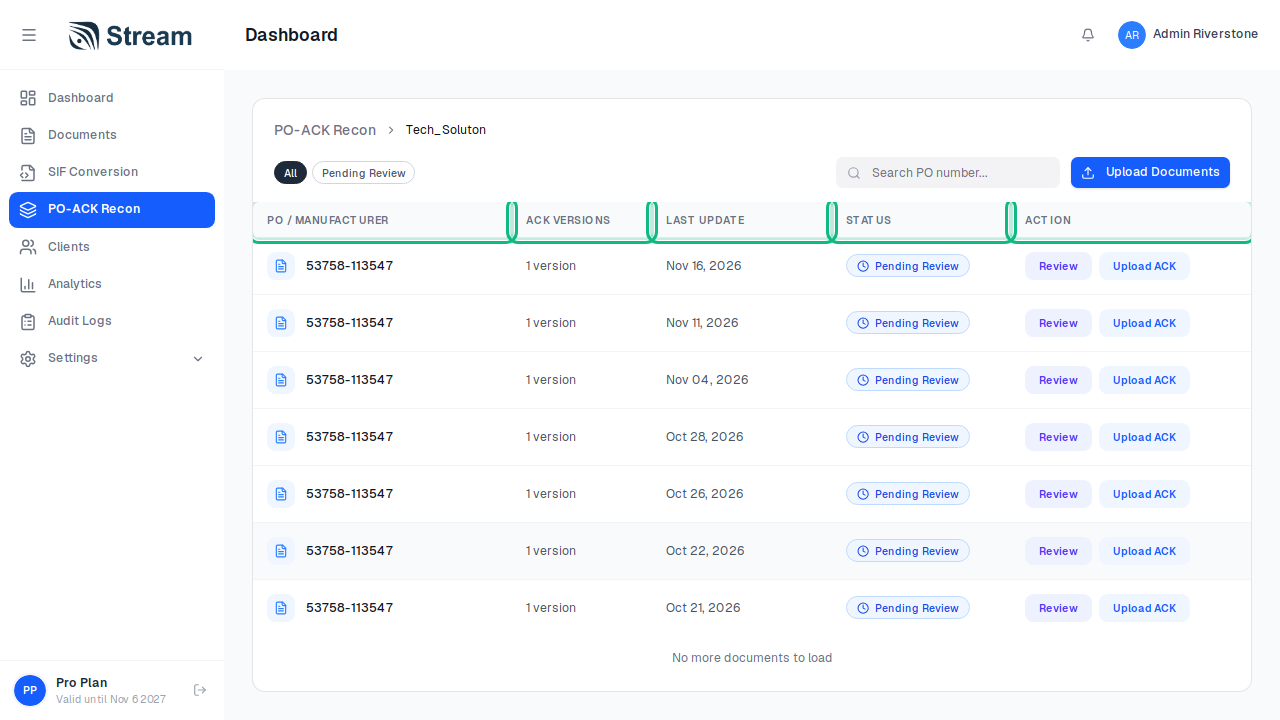 Stream
Dashboard
AR
Admin Riverstone
Dashboard
Documents
SIF Conversion
PO-ACK Recon
Clients
Analytics
Audit Logs
Settings
PP
Pro Plan
Valid until Nov 6 2027
PO-ACK Recon > Tech_Soluton
All
Pending Review
Search PO number...
Upload Documents
PO / MANUFACTURER ACK VERSIONS LAST UPDATE STATUS ACTION
53758-113547 1 version Nov 16, 2026 Pending Review Review Upload ACK
53758-113547 1 version Nov 11, 2026 Pending Review Review Upload ACK
53758-113547 1 version Nov 04, 2026 Pending Review Review Upload ACK
53758-113547 1 version Oct 28, 2026 Pending Review Review Upload ACK
53758-113547 1 version Oct 26, 2026 Pending Review Review Upload ACK
53758-113547 1 version Oct 22, 2026 Pending Review Review Upload ACK
53758-113547 1 version Oct 21, 2026 Pending Review Review Upload ACK
No more documents to load